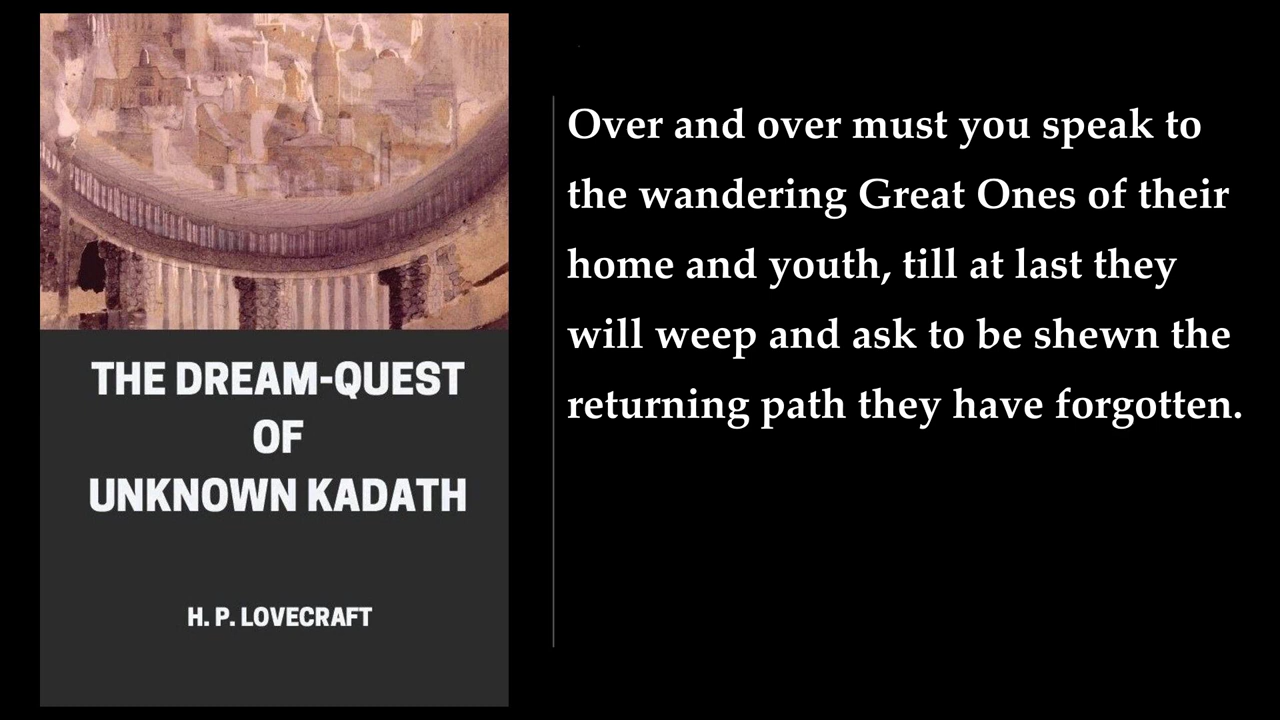 THE DREAM-QUEST
OF
UNKNOWN KADATH
H. P. LOVECRAFT
Over and over must you speak to
the wandering Great Ones of their
home and youth, till at last they
will weep and ask to be shewn the
returning path they have forgotten.